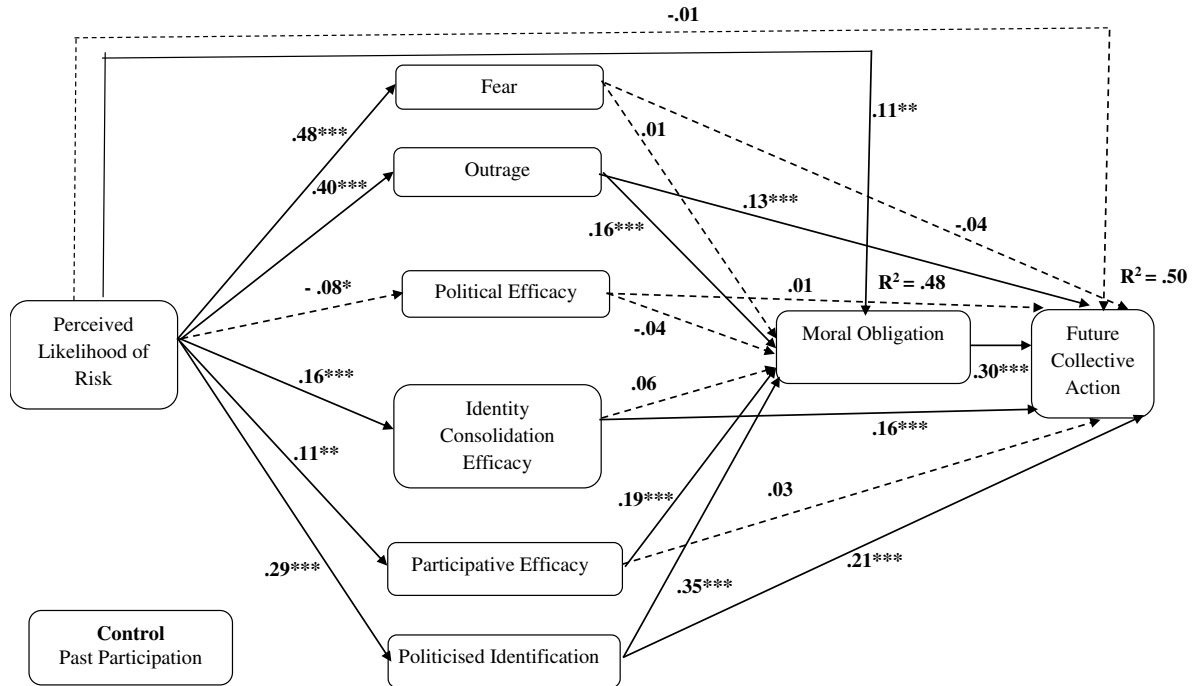 -.01
Fear
.01
.11**
.48***
Outrage
.40***
.13***
.16***
-.04
- .08*
Political Efficacy
.01
R² = .48
R² = .50
Perceived
Likelihood of
Risk
-.04
Moral Obligation
Future
Collective
Action
.16***
.06
.30***
Identity
Consolidation
Efficacy
.16***
.11**
.19***
.03
Participative Efficacy
.29***
.35***
.21***
Control
Past Participation
Politicised Identification